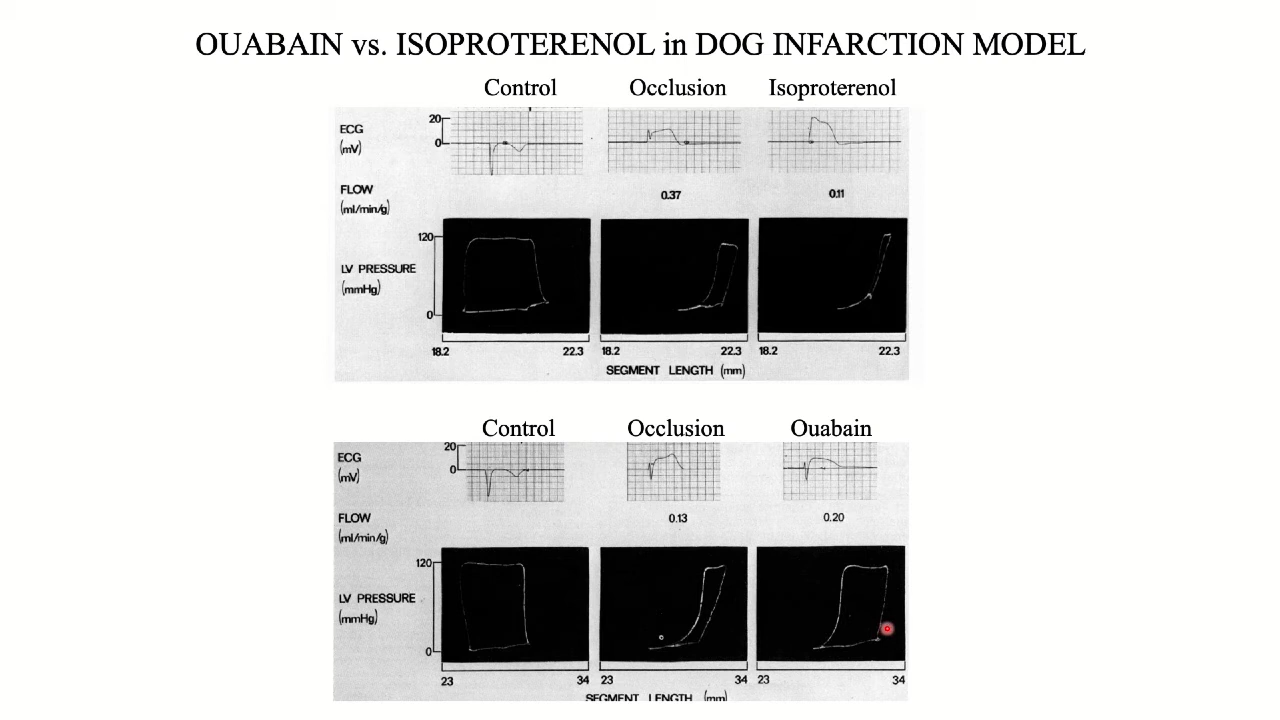 OUABAIN vs. ISOPROTERENOL in DOG INFARCTION MODEL
Control Occlusion Isoproterenol
ECG
(mV)
20
0
FLOW
(ml/min/g)
0.37 0.11
LV PRESSURE
(mmHg)
120
0
18.2 22.3 18.2 22.3 18.2 22.3
SEGMENT LENGTH (mm)
Control Occlusion Ouabain
ECG
(mV)
20
0
FLOW
(ml/min/g)
0.13 0.20
LV PRESSURE
(mmHg)
120
0
23 34 23 34 23 34
SEGMENT LENGTH (mm)